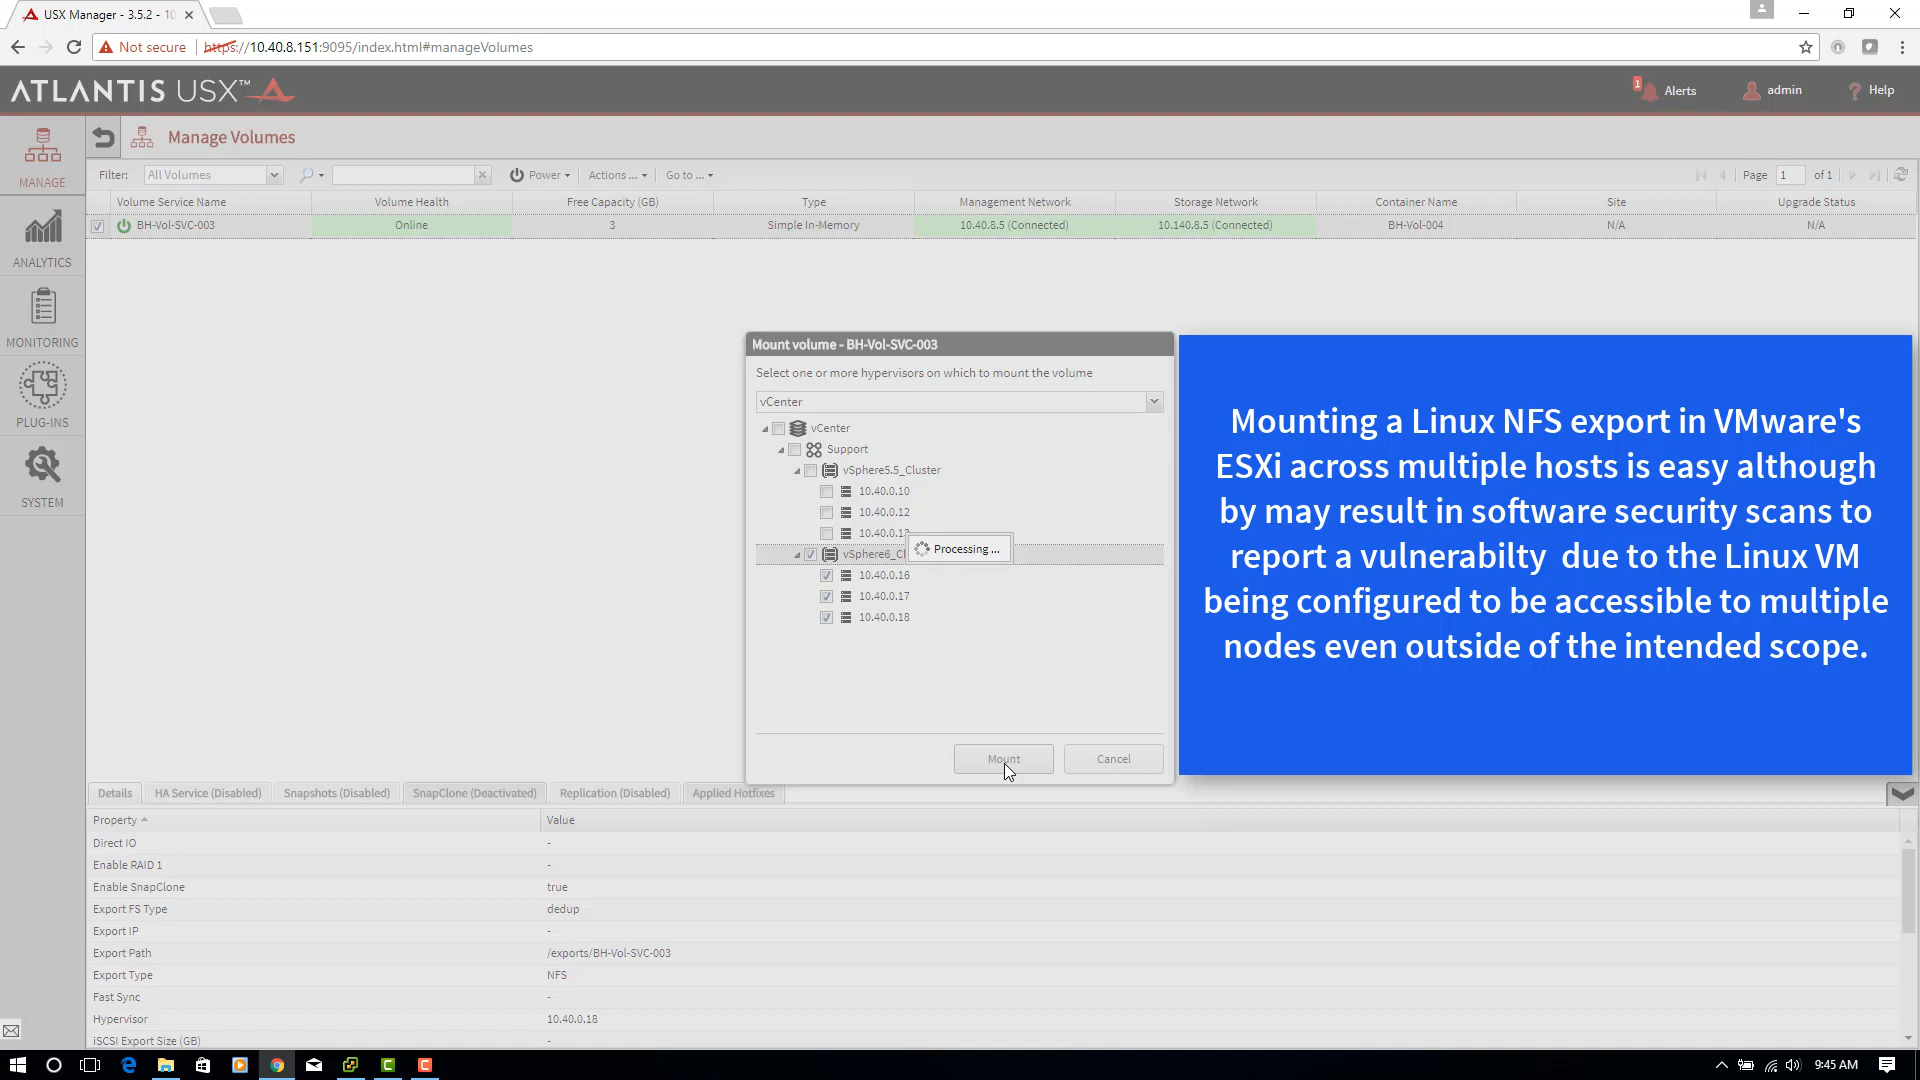 USX Manager - 3.5.2 - 10
Not secure https://10.40.8.151:9095/index.html#manageVolumes
ATLANTIS USX™
1 Alerts admin Help
MANAGE
ANALYTICS
MONITORING
PLUG-INS
SYSTEM
Manage Volumes
Filter: All Volumes Power Actions ... Go to ... Page 1 of 1
Volume Service Name Volume Health Free Capacity (GB) Type Management Network Storage Network Container Name Site Upgrade Status
BH-Vol-SVC-003 Online 3 Simple In-Memory 10.40.8.5 (Connected) 10.140.8.5 (Connected) BH-Vol-004 N/A N/A
Mount volume - BH-Vol-SVC-003
Select one or more hypervisors on which to mount the volume
vCenter
vCenter
Support
vSphere5.5_Cluster
10.40.0.10
10.40.0.12
10.40.0.13
vSphere6_Cl
Processing ...
10.40.0.16
10.40.0.17
10.40.0.18
Mount Cancel
Mounting a Linux NFS export in VMware's
ESXi across multiple hosts is easy although
by may result in software security scans to
report a vulnerabilty due to the Linux VM
being configured to be accessible to multiple
nodes even outside of the intended scope.
Details HA Service (Disabled) Snapshots (Disabled) SnapClone (Deactivated) Replication (Disabled) Applied Hotfixes
Property Value
Direct IO -
Enable RAID 1 -
Enable SnapClone true
Export FS Type dedup
Export IP -
Export Path /exports/BH-Vol-SVC-003
Export Type NFS
Fast Sync -
Hypervisor 10.40.0.18
iSCSI Export Size (GB) -
9:45 AM